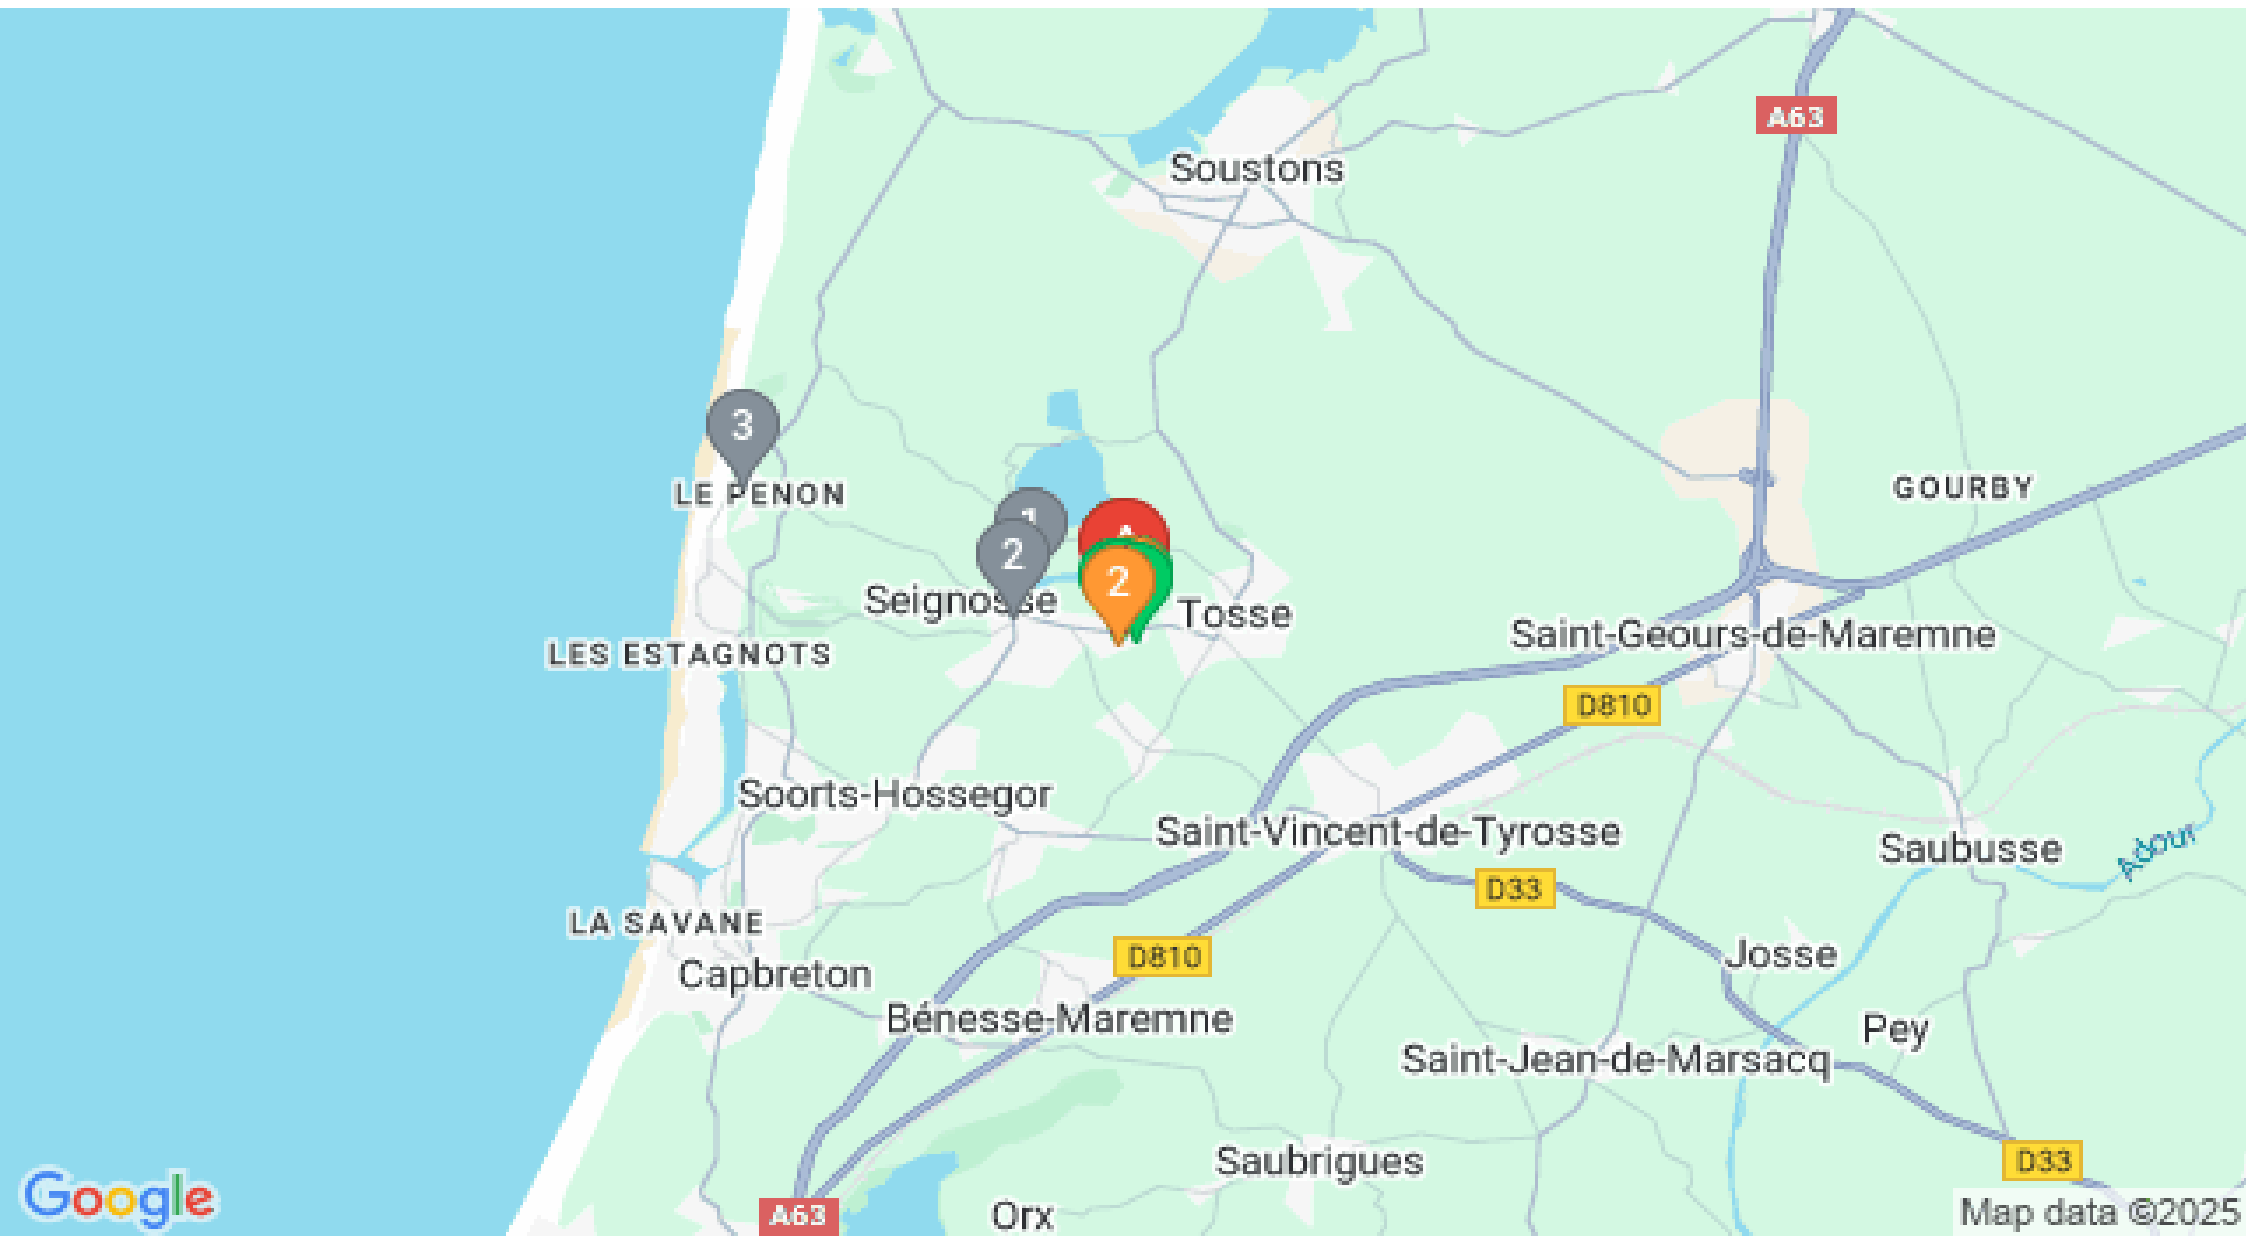 A63
Soustons
3
LE PENON
GOURBY
1
A
2
2
Seignosse
Tosse
LES ESTAGNOTS
Saint-Geours-de-Maremne
D810
Soorts-Hossegor
Saint-Vincent-de-Tyrosse
Saubusse
Adour
D33
LA SAVANE
D810
Josse
Capbreton
Bénesse-Maremne
Pey
Saint-Jean-de-Marsacq
Saubrigues
D33
Google
A63
Orx
Map data ©2025